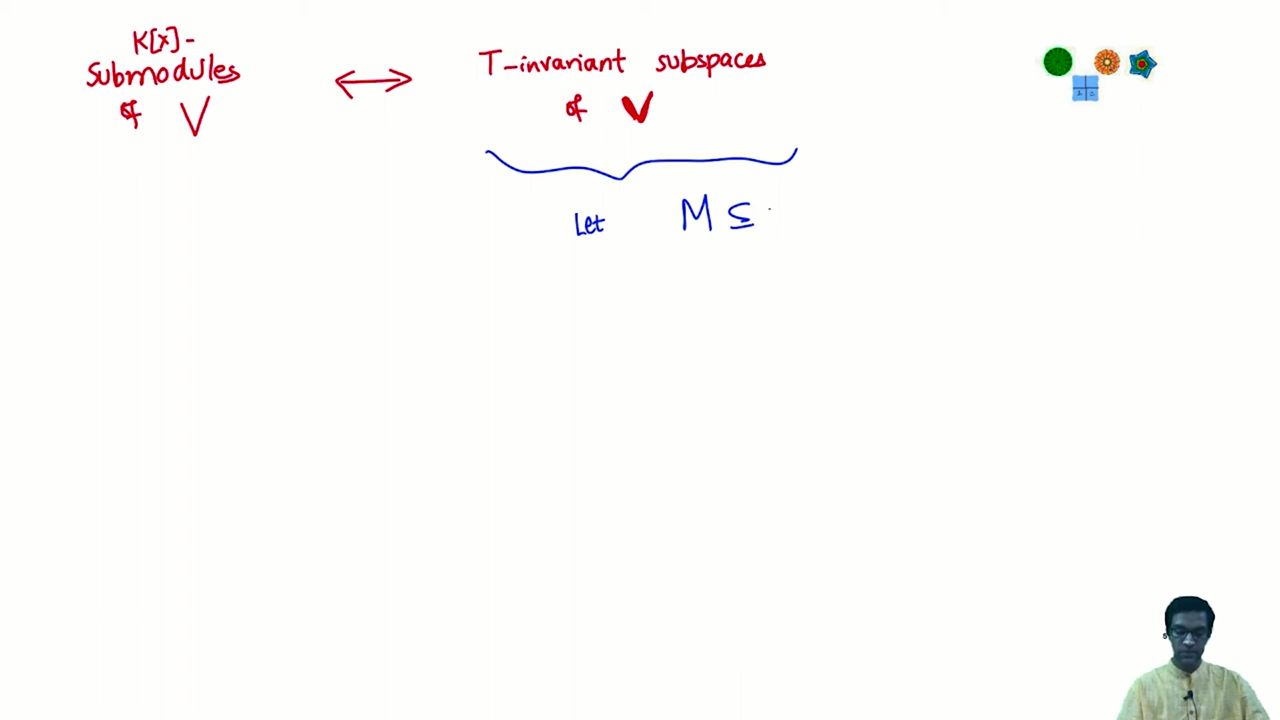 K[x]-
submodules
of V
↔
T-invariant subspaces
of V
Let M ⊆